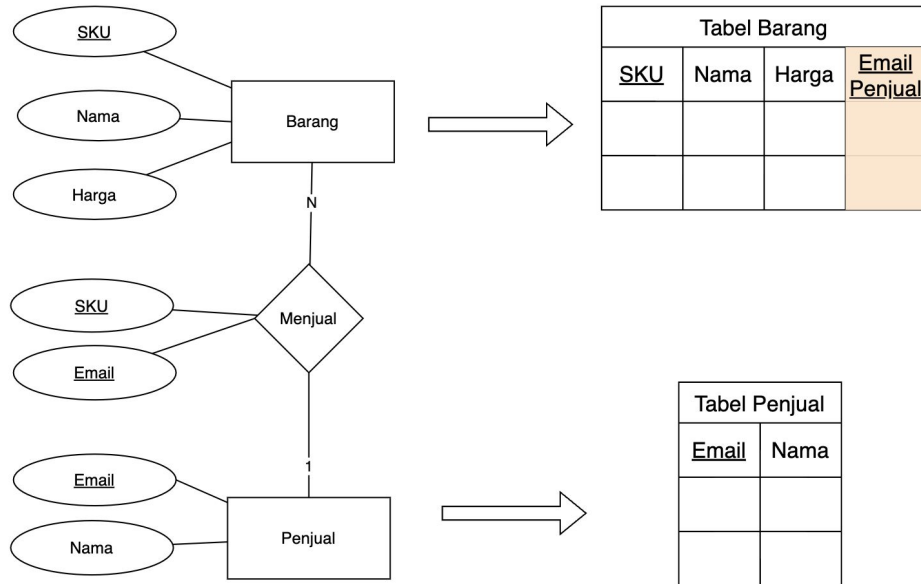 SKU
Nama
Harga
Barang
N
SKU
Email
Menjual
1
Email
Nama
Penjual
Tabel Barang
SKU
Nama
Harga
Email
Penjual
Tabel Penjual
Email
Nama